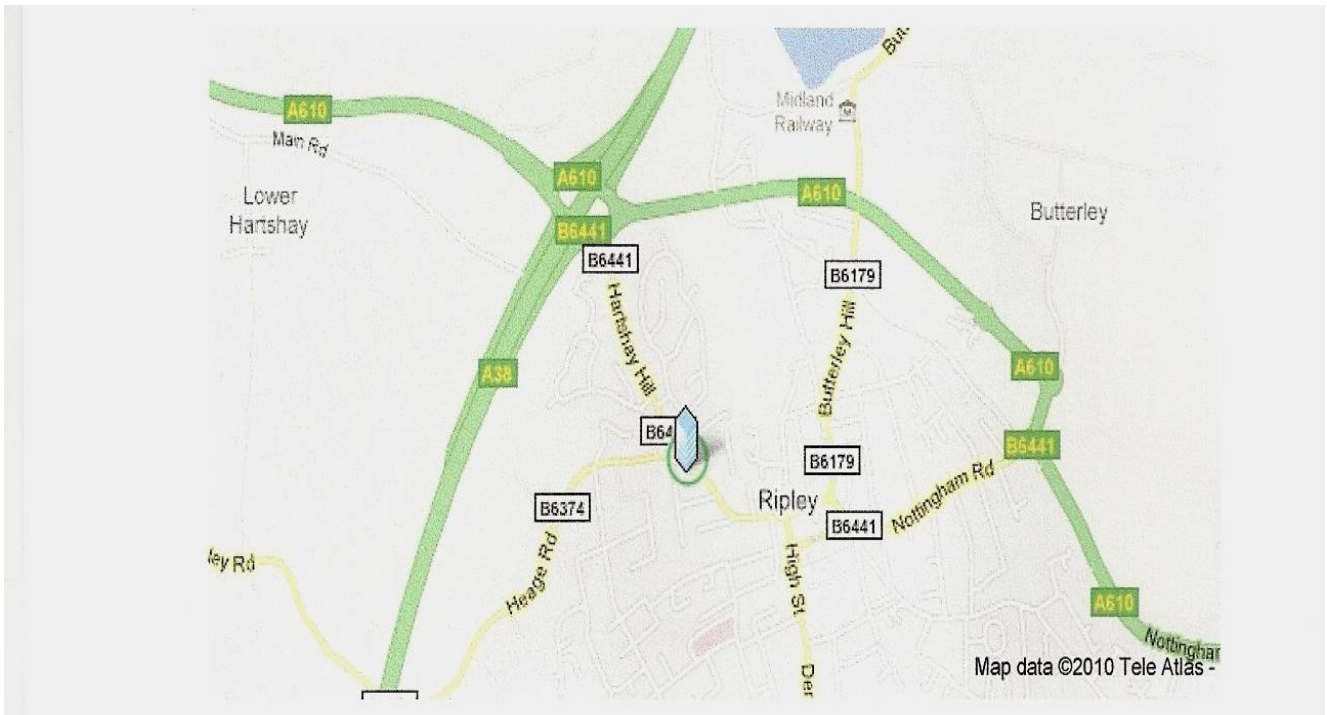 But
Midland
Railway
A610
Main Rd
A610
A610
Lower
Hartshay
Butterley
B6441
B6441
B6179
Hartshay Hill
Butterley Hill
A38
A610
B64
B6441
B6179
Nottingham Rd
Ripley
B6374
B6441
ley Rd
Heage Rd
High St
A610
Nottinghar
Der
Map data ©2010 Tele Atlas -